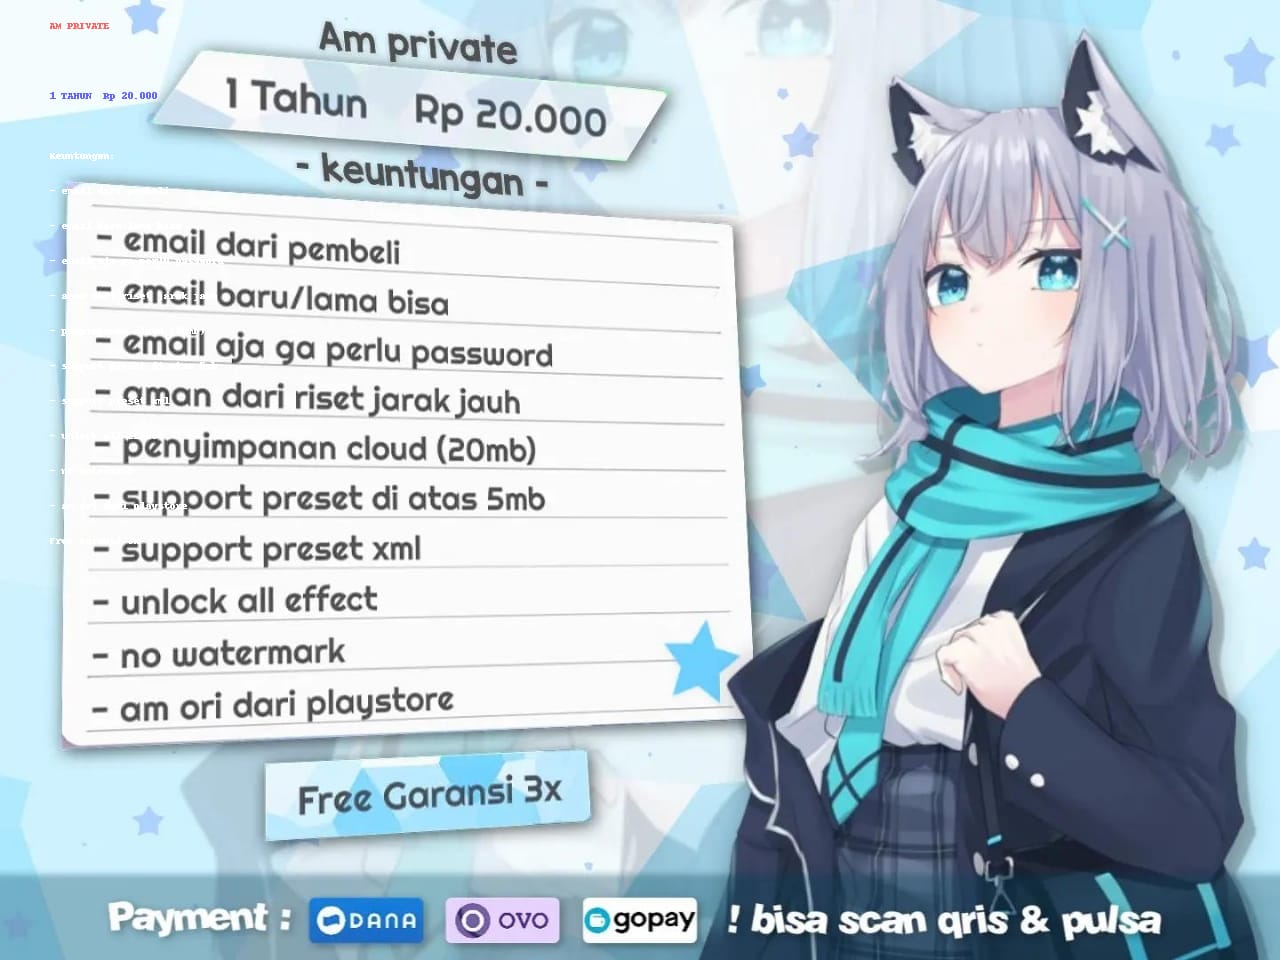 AM PRIVATE
Am private
1 TAHUN Rp 20.000
1 Tahun Rp 20.000
Keuntungan:
- keuntungan -
- email dari pembeli
- email baru/lama bisa
- email aja ga perlu password
- aman dari riset jarak jauh
- penyimpanan cloud (20mb)
- support preset di atas 5mb
- support preset xml
- unlock all effect
- no watermark
- am ori dari playstore
Free Garansi 3x
Payment : DANA OVO gopay ! bisa scan qris & pulsa